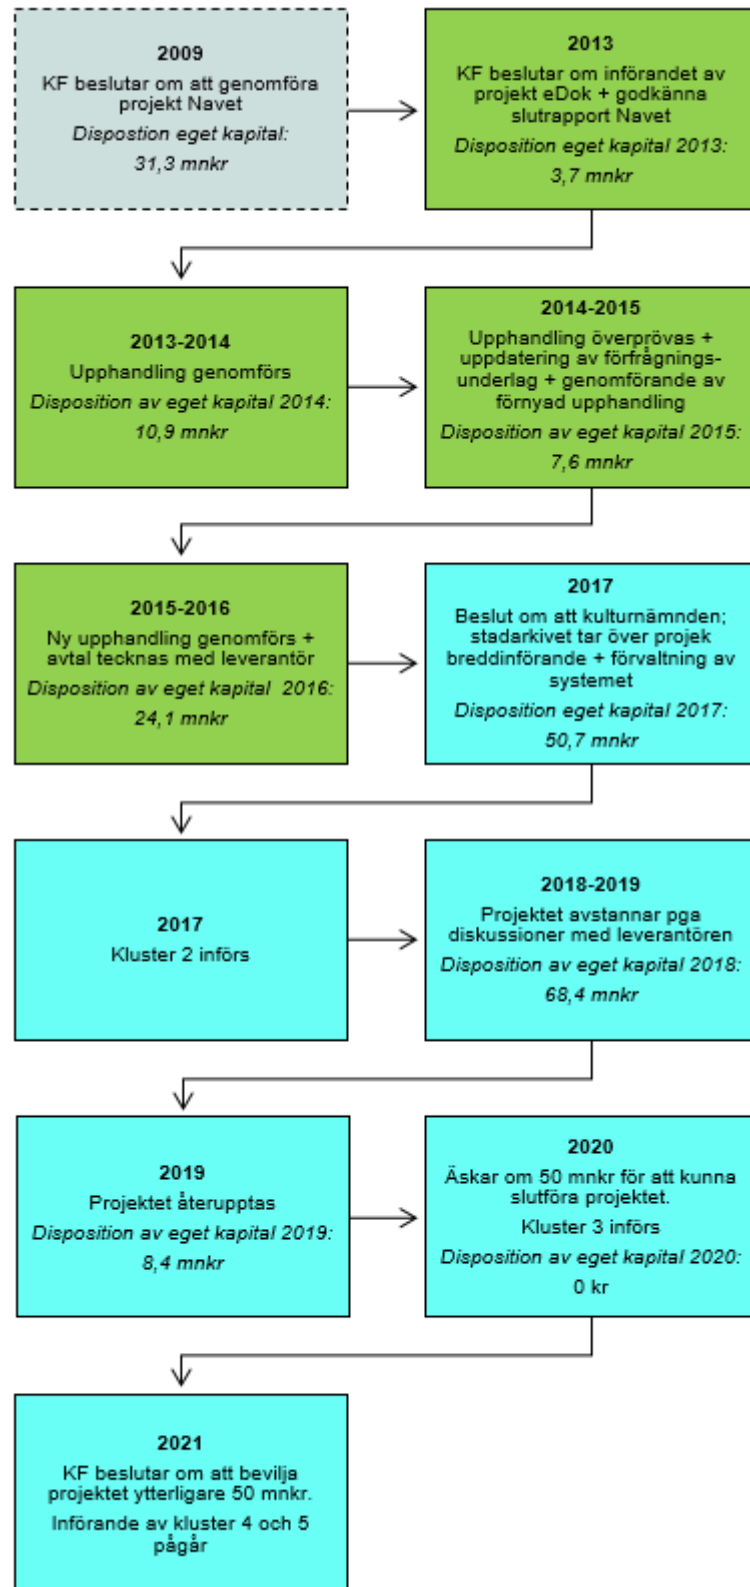 2009
KF beslutar om att genomföra
projekt Navet
Dispostion eget kapital:
31,3 mnkr
2013
KF beslutar om införandet av
projekt eDok + godkänna
slutrapport Navet
Disposition eget kapital 2013:
3,7 mnkr
2013-2014
Upphandling genomförs
Disposition av eget kapital 2014:
10,9 mnkr
2014-2015
Upphandling överprövas +
uppdatering av förfrågnings-
underlag + genomförande av
förnyad upphandling
Disposition av eget kapital 2015:
7,6 mnkr
2015-2016
Ny upphandling genomförs +
avtal tecknas med leverantör
Disposition av eget kapital 2016:
24,1 mnkr
2017
Beslut om att kulturnämnden;
stadarkivet tar över projek
breddinförande + förvaltning av
systemet
Disposition eget kapital 2017:
50,7 mnkr
2017
Kluster 2 införs
2018-2019
Projektet avstannar pga
diskussioner med leverantören
Disposition av eget kapital 2018:
68,4 mnkr
2019
Projektet återupptas
Disposition av eget kapital 2019:
8,4 mnkr
2020
Äskar om 50 mnkr för att kunna
slutföra projektet.
Kluster 3 införs
Disposition av eget kapital 2020:
0 kr
2021
KF beslutar om att bevilja
projektet ytterligare 50 mnkr.
Införande av kluster 4 och 5
pågår